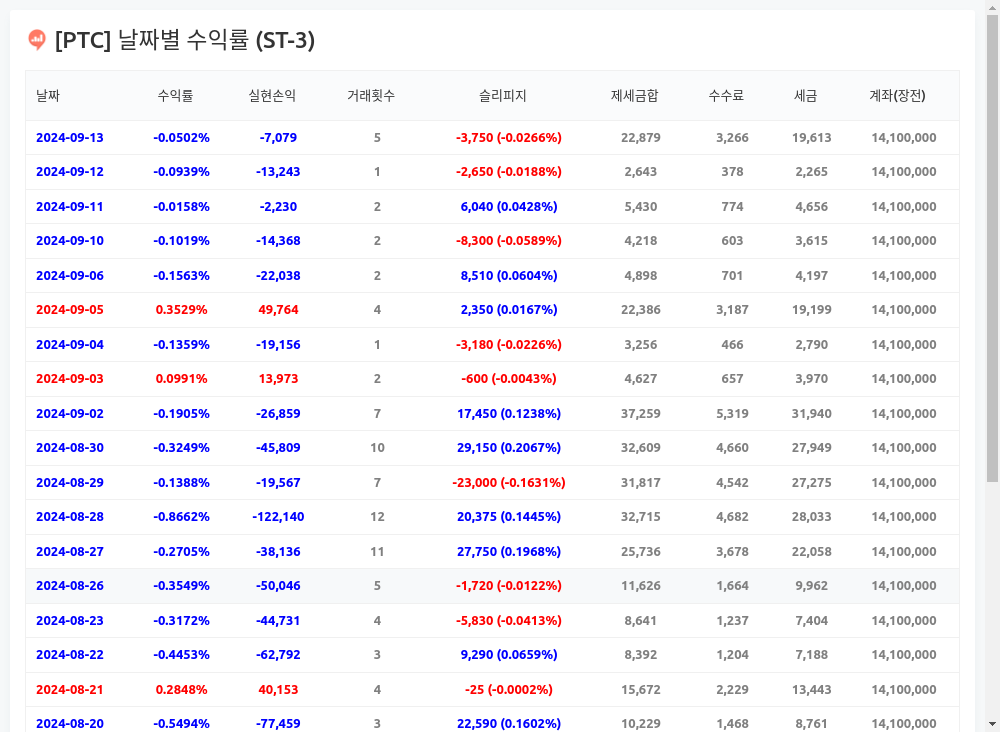 [PTC] 날짜별 수익률 (ST-3)
날짜 수익률 실현손익 거래횟수 슬리피지 제세금합 수수료 세금 계좌(장전)
2024-09-13 -0.0502% -7,079 5 -3,750 (-0.0266%) 22,879 3,266 19,613 14,100,000
2024-09-12 -0.0939% -13,243 1 -2,650 (-0.0188%) 2,643 378 2,265 14,100,000
2024-09-11 -0.0158% -2,230 2 6,040 (0.0428%) 5,430 774 4,656 14,100,000
2024-09-10 -0.1019% -14,368 2 -8,300 (-0.0589%) 4,218 603 3,615 14,100,000
2024-09-06 -0.1563% -22,038 2 8,510 (0.0604%) 4,898 701 4,197 14,100,000
2024-09-05 0.3529% 49,764 4 2,350 (0.0167%) 22,386 3,187 19,199 14,100,000
2024-09-04 -0.1359% -19,156 1 -3,180 (-0.0226%) 3,256 466 2,790 14,100,000
2024-09-03 0.0991% 13,973 2 -600 (-0.0043%) 4,627 657 3,970 14,100,000
2024-09-02 -0.1905% -26,859 7 17,450 (0.1238%) 37,259 5,319 31,940 14,100,000
2024-08-30 -0.3249% -45,809 10 29,150 (0.2067%) 32,609 4,660 27,949 14,100,000
2024-08-29 -0.1388% -19,567 7 -23,000 (-0.1631%) 31,817 4,542 27,275 14,100,000
2024-08-28 -0.8662% -122,140 12 20,375 (0.1445%) 32,715 4,682 28,033 14,100,000
2024-08-27 -0.2705% -38,136 11 27,750 (0.1968%) 25,736 3,678 22,058 14,100,000
2024-08-26 -0.3549% -50,046 5 -1,720 (-0.0122%) 11,626 1,664 9,962 14,100,000
2024-08-23 -0.3172% -44,731 4 -5,830 (-0.0413%) 8,641 1,237 7,404 14,100,000
2024-08-22 -0.4453% -62,792 3 9,290 (0.0659%) 8,392 1,204 7,188 14,100,000
2024-08-21 0.2848% 40,153 4 -25 (-0.0002%) 15,672 2,229 13,443 14,100,000
2024-08-20 -0.5494% -77,459 3 22,590 (0.1602%) 10,229 1,468 8,761 14,100,000